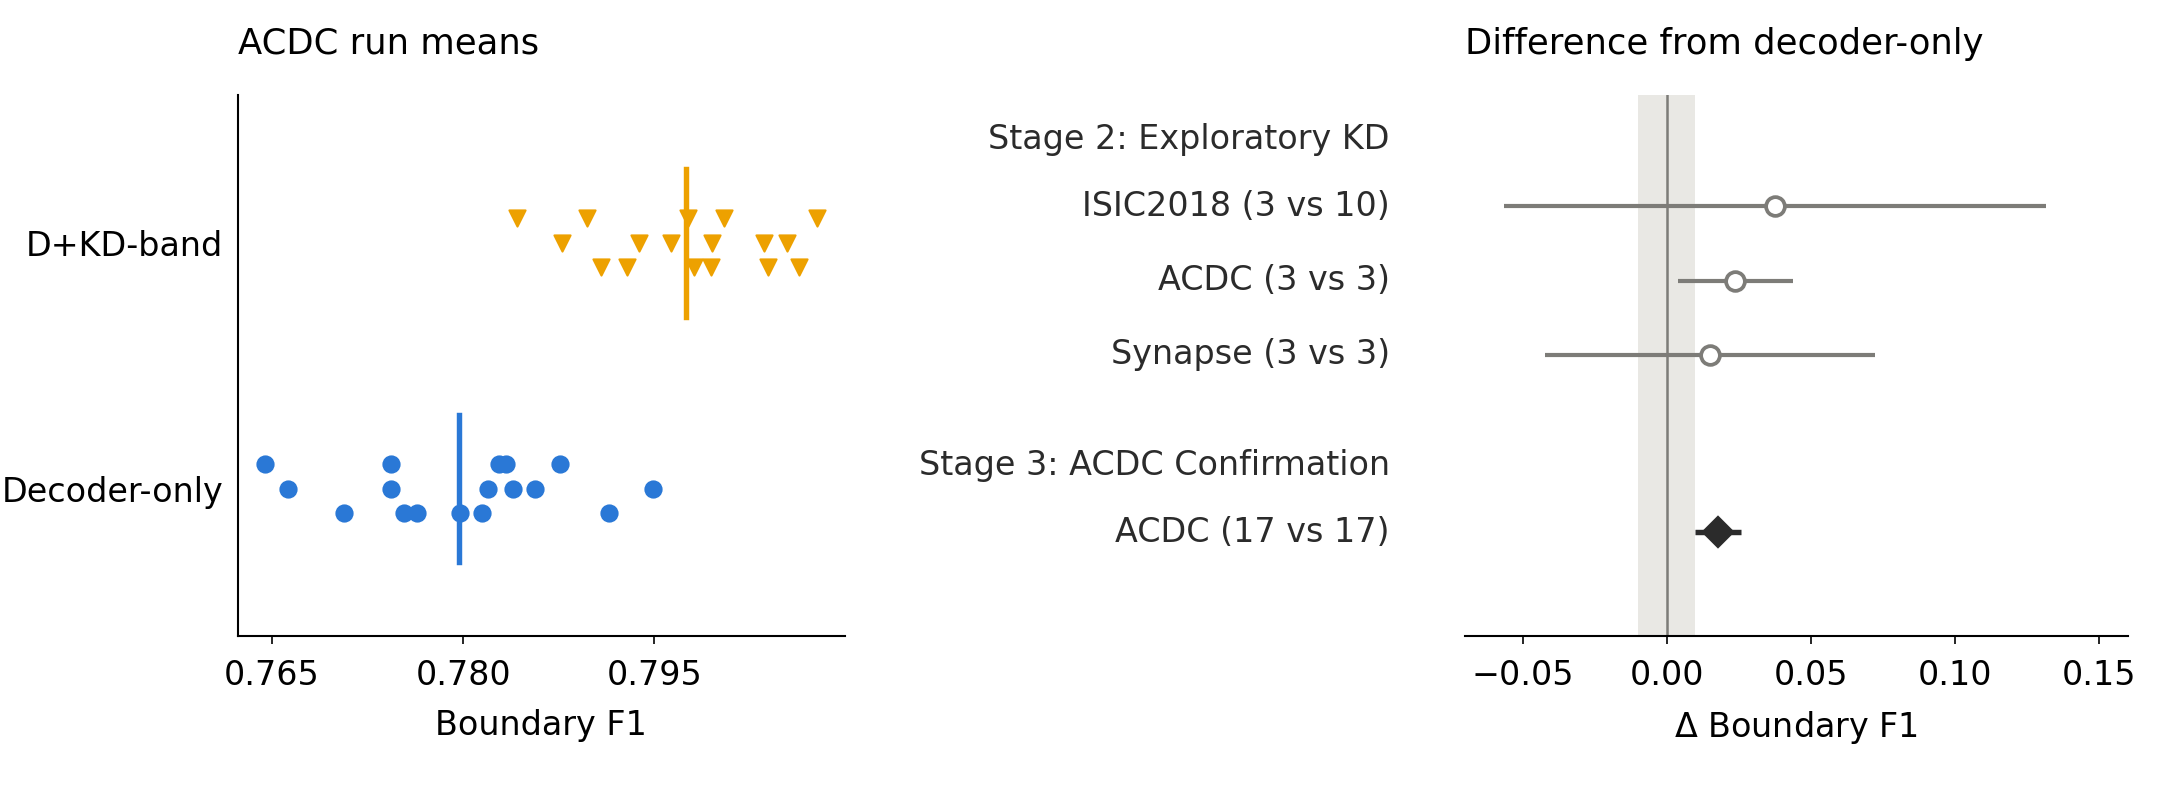 ACDC run means
D+KD-band
Decoder-only
0.765 0.780 0.795
Boundary F1
Difference from decoder-only
Stage 2: Exploratory KD
ISIC2018 (3 vs 10)
ACDC (3 vs 3)
Synapse (3 vs 3)
Stage 3: ACDC Confirmation
ACDC (17 vs 17)
−0.05 0.00 0.05 0.10 0.15
Δ Boundary F1